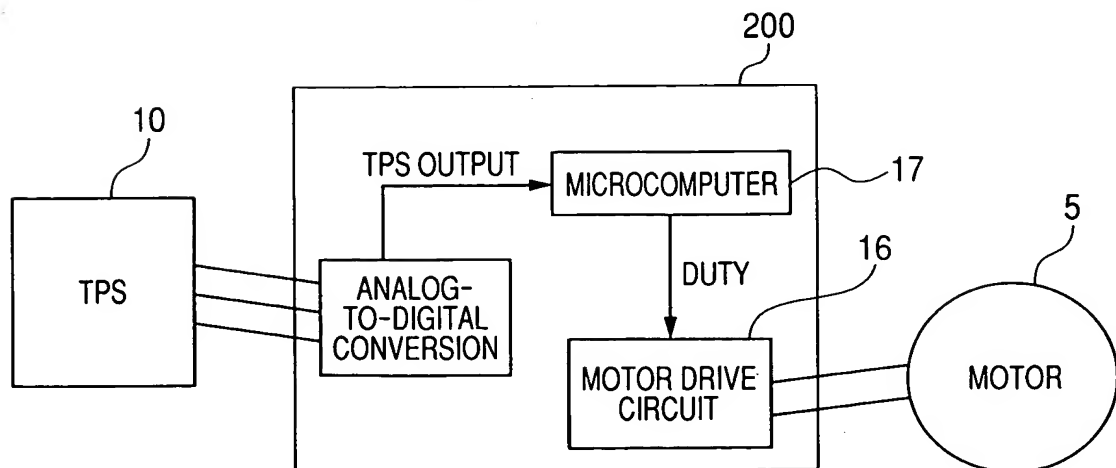 200
10
TPS OUTPUT
MICROCOMPUTER
17
TPS
ANALOG-
TO-DIGITAL
CONVERSION
DUTY
16
5
MOTOR DRIVE
CIRCUIT
MOTOR